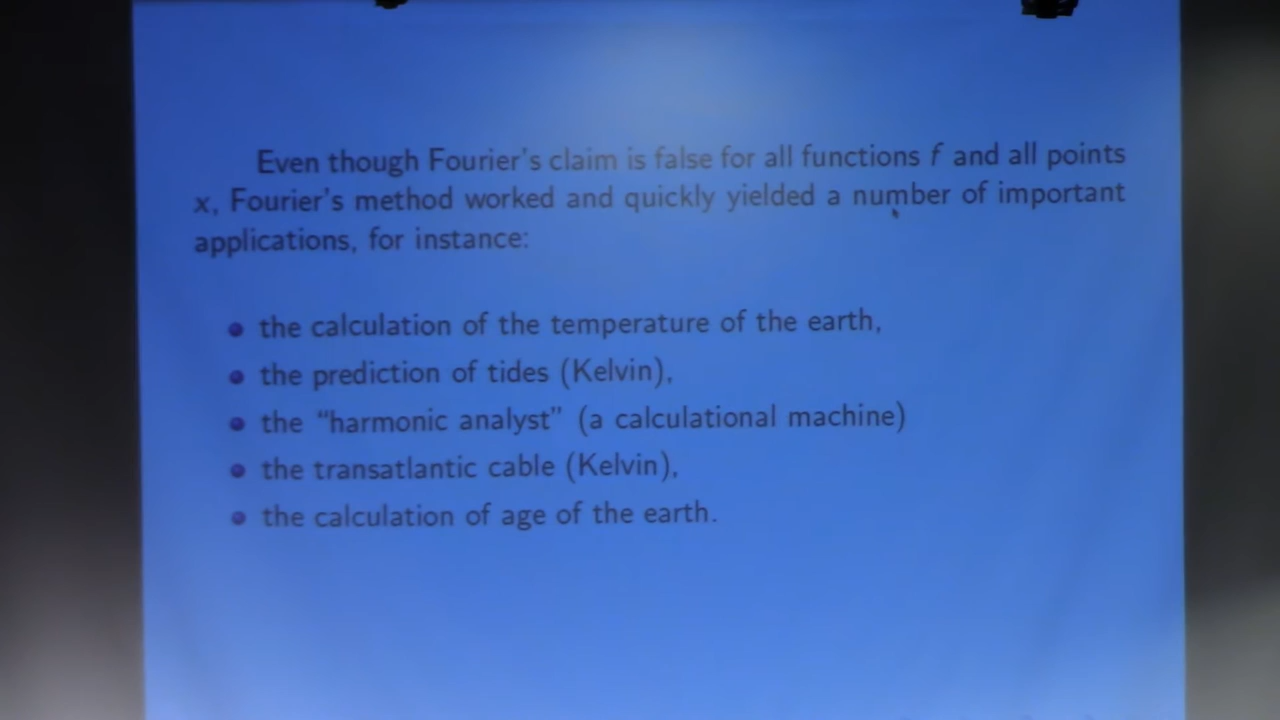 Even though Fourier's claim is false for all functions f and all points
x, Fourier's method worked and quickly yielded a number of important
applications, for instance:
the calculation of the temperature of the earth,
the prediction of tides (Kelvin),
the “harmonic analyst” (a calculational machine)
the transatlantic cable (Kelvin),
the calculation of age of the earth.